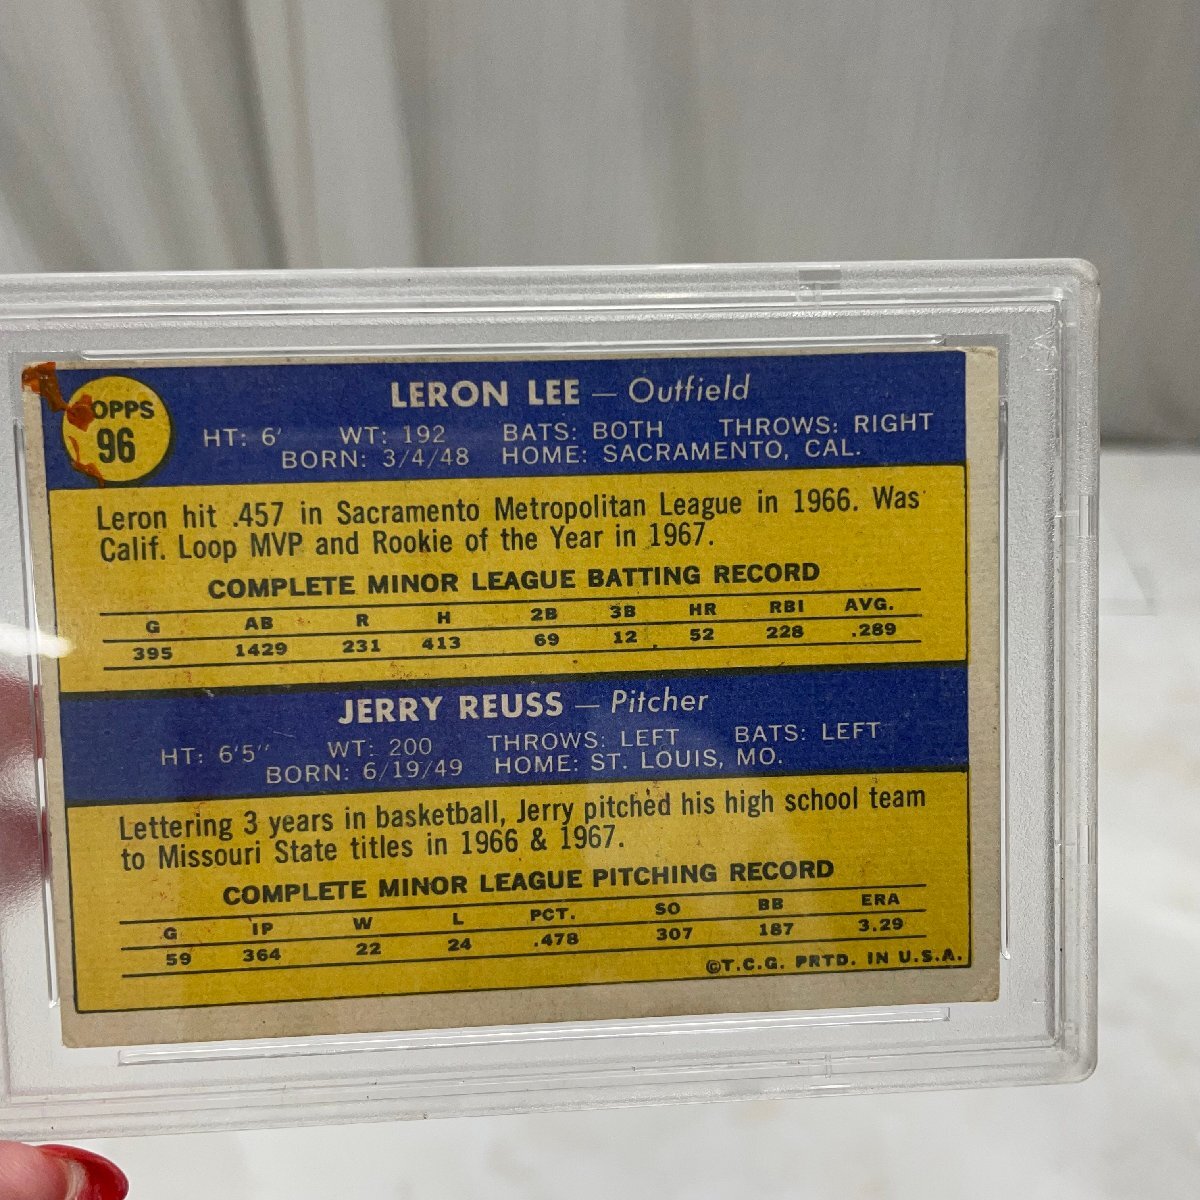 OPPS
96
LERON LEE — Outfield
HT: 6' WT: 192 BATS: BOTH THROWS: RIGHT
BORN: 3/4/48 HOME: SACRAMENTO, CAL.
Leron hit .457 in Sacramento Metropolitan League in 1966. Was
Calif. Loop MVP and Rookie of the Year in 1967.
COMPLETE MINOR LEAGUE BATTING RECORD
G AB R H 2B 3B HR RBI AVG.
395 1429 231 413 69 12 52 228 .289
JERRY REUSS — Pitcher
HT: 6'5" WT: 200 THROWS: LEFT BATS: LEFT
BORN: 6/19/49 HOME: ST. LOUIS, MO.
Lettering 3 years in basketball, Jerry pitched his high school team
to Missouri State titles in 1966 & 1967.
COMPLETE MINOR LEAGUE PITCHING RECORD
G IP W L PCT. SO BB ERA
59 364 22 24 .478 307 187 3.29
©T.C.G. PRTD. IN U.S.A.